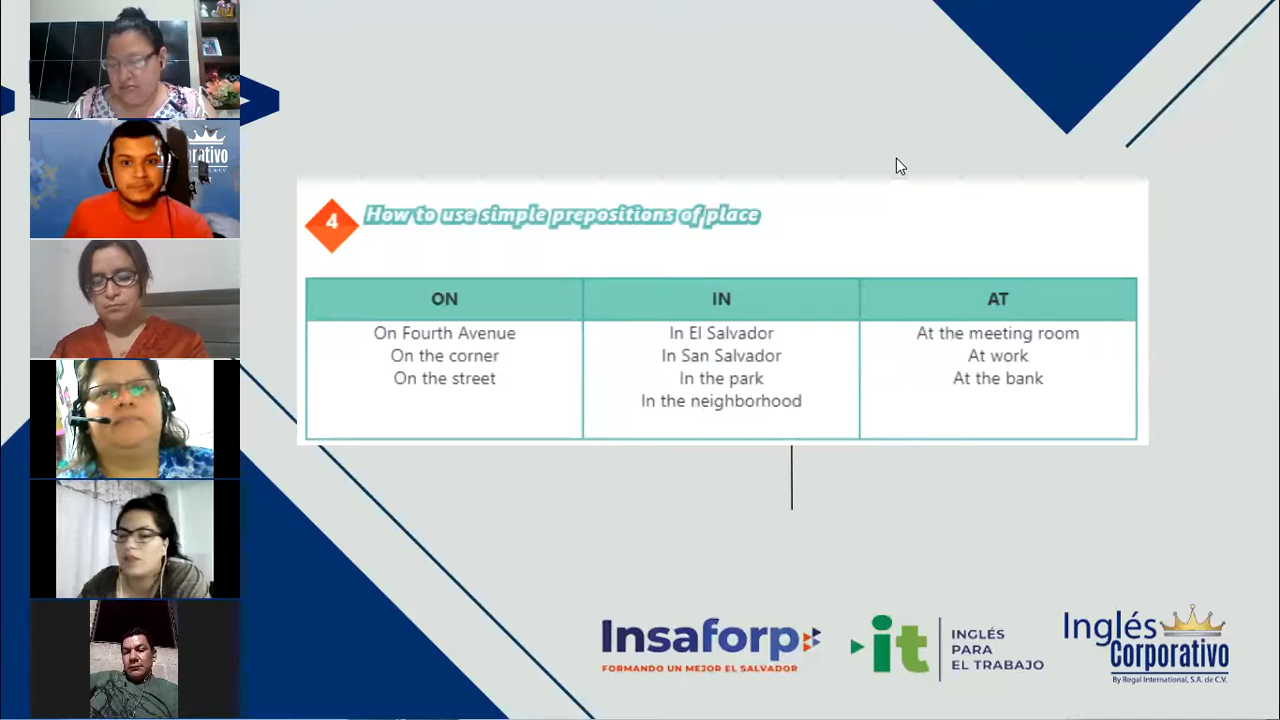 orativo
4
How to use simple prepositions of place
ON IN AT
On Fourth Avenue In El Salvador At the meeting room
On the corner In San Salvador At work
On the street In the park At the bank
In the neighborhood
Insaforp
FORMANDO UN MEJOR EL SALVADOR
it
INGLÉS
PARA
EL TRABAJO
Inglés
Corporativo
By Regal International, S.A. de C.V.